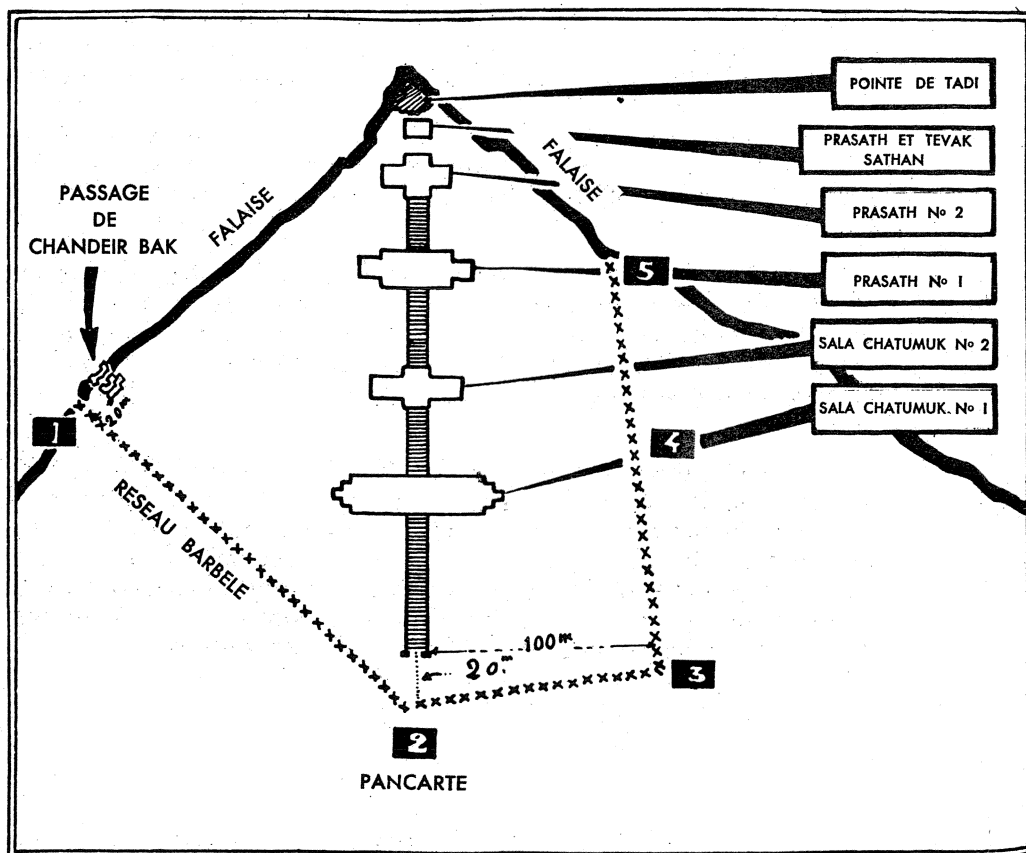 POINTE DE TADI
PRASATH ET TEVAK
SATHAN
PRASATH No 2
PRASATH No 1
SALA CHATUMUK No 2
SALA CHATUMUK No 1
FALAISE
FALAISE
PASSAGE
DE
CHANDEIR BAK
20m
1
5
4
RESEAU BARBELE
100m
20m
3
2
PANCARTE